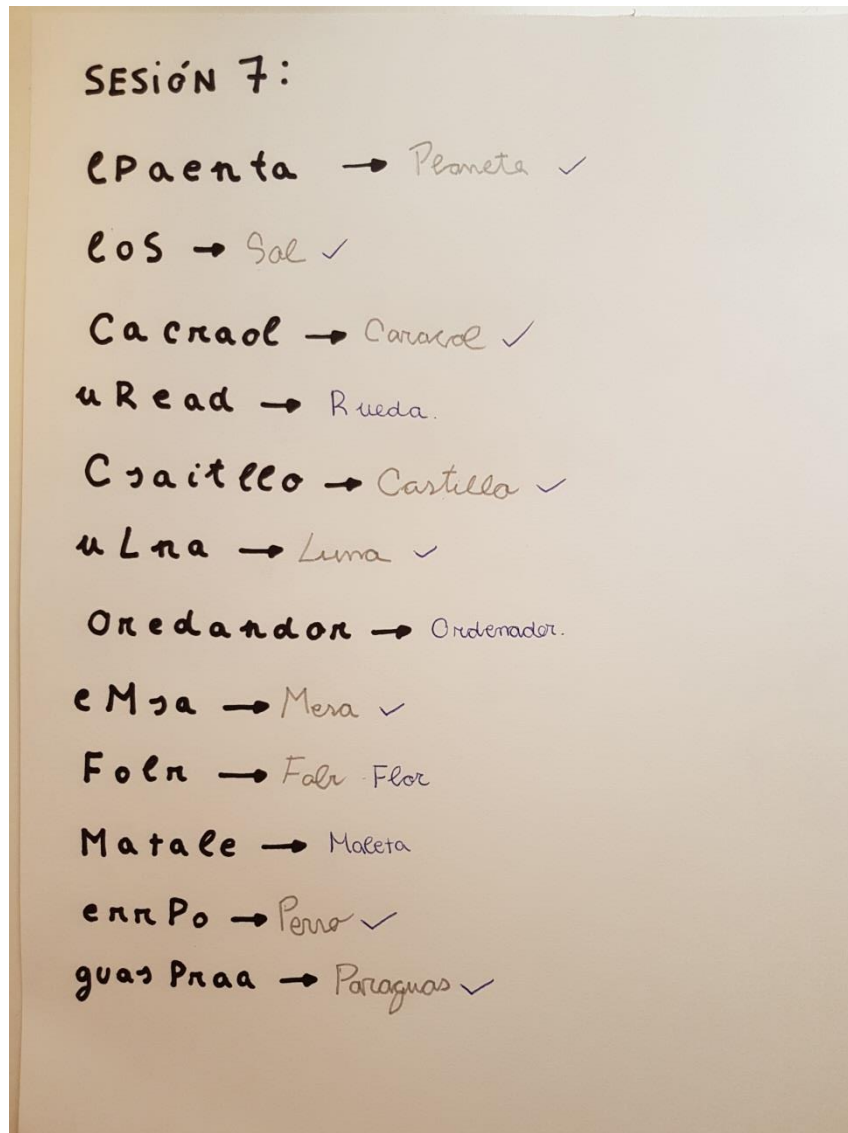 SESIÓN 7:
lPaenta → Planeta ✓
loS → Sol ✓
Cacraol → Caracol ✓
uRead → Rueda.
Csaitllo → Castillo ✓
uLna → Luna ✓
Oredandor → Ordenador.
eMsa → Mesa ✓
Folr → Falr Flor
Matale → Maleta
errPo → Perro ✓
guasPraa → Paraguas ✓